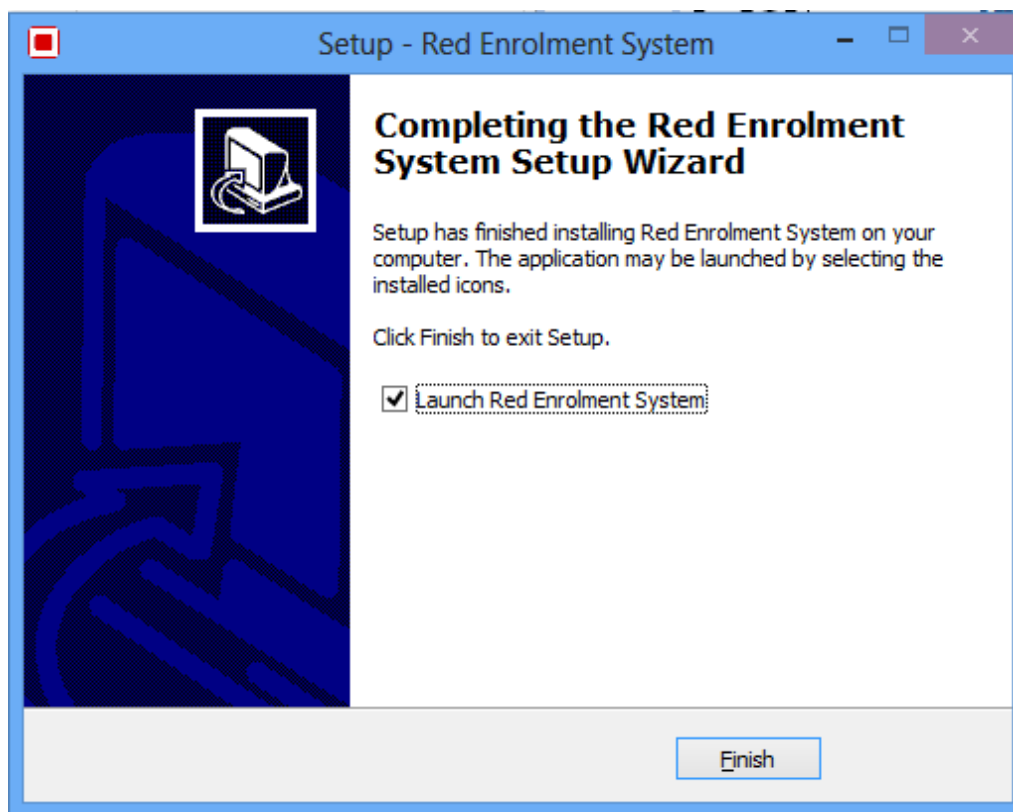 Setup - Red Enrolment System
Completing the Red Enrolment
System Setup Wizard
Setup has finished installing Red Enrolment System on your
computer. The application may be launched by selecting the
installed icons.
Click Finish to exit Setup.
Launch Red Enrolment System
Finish